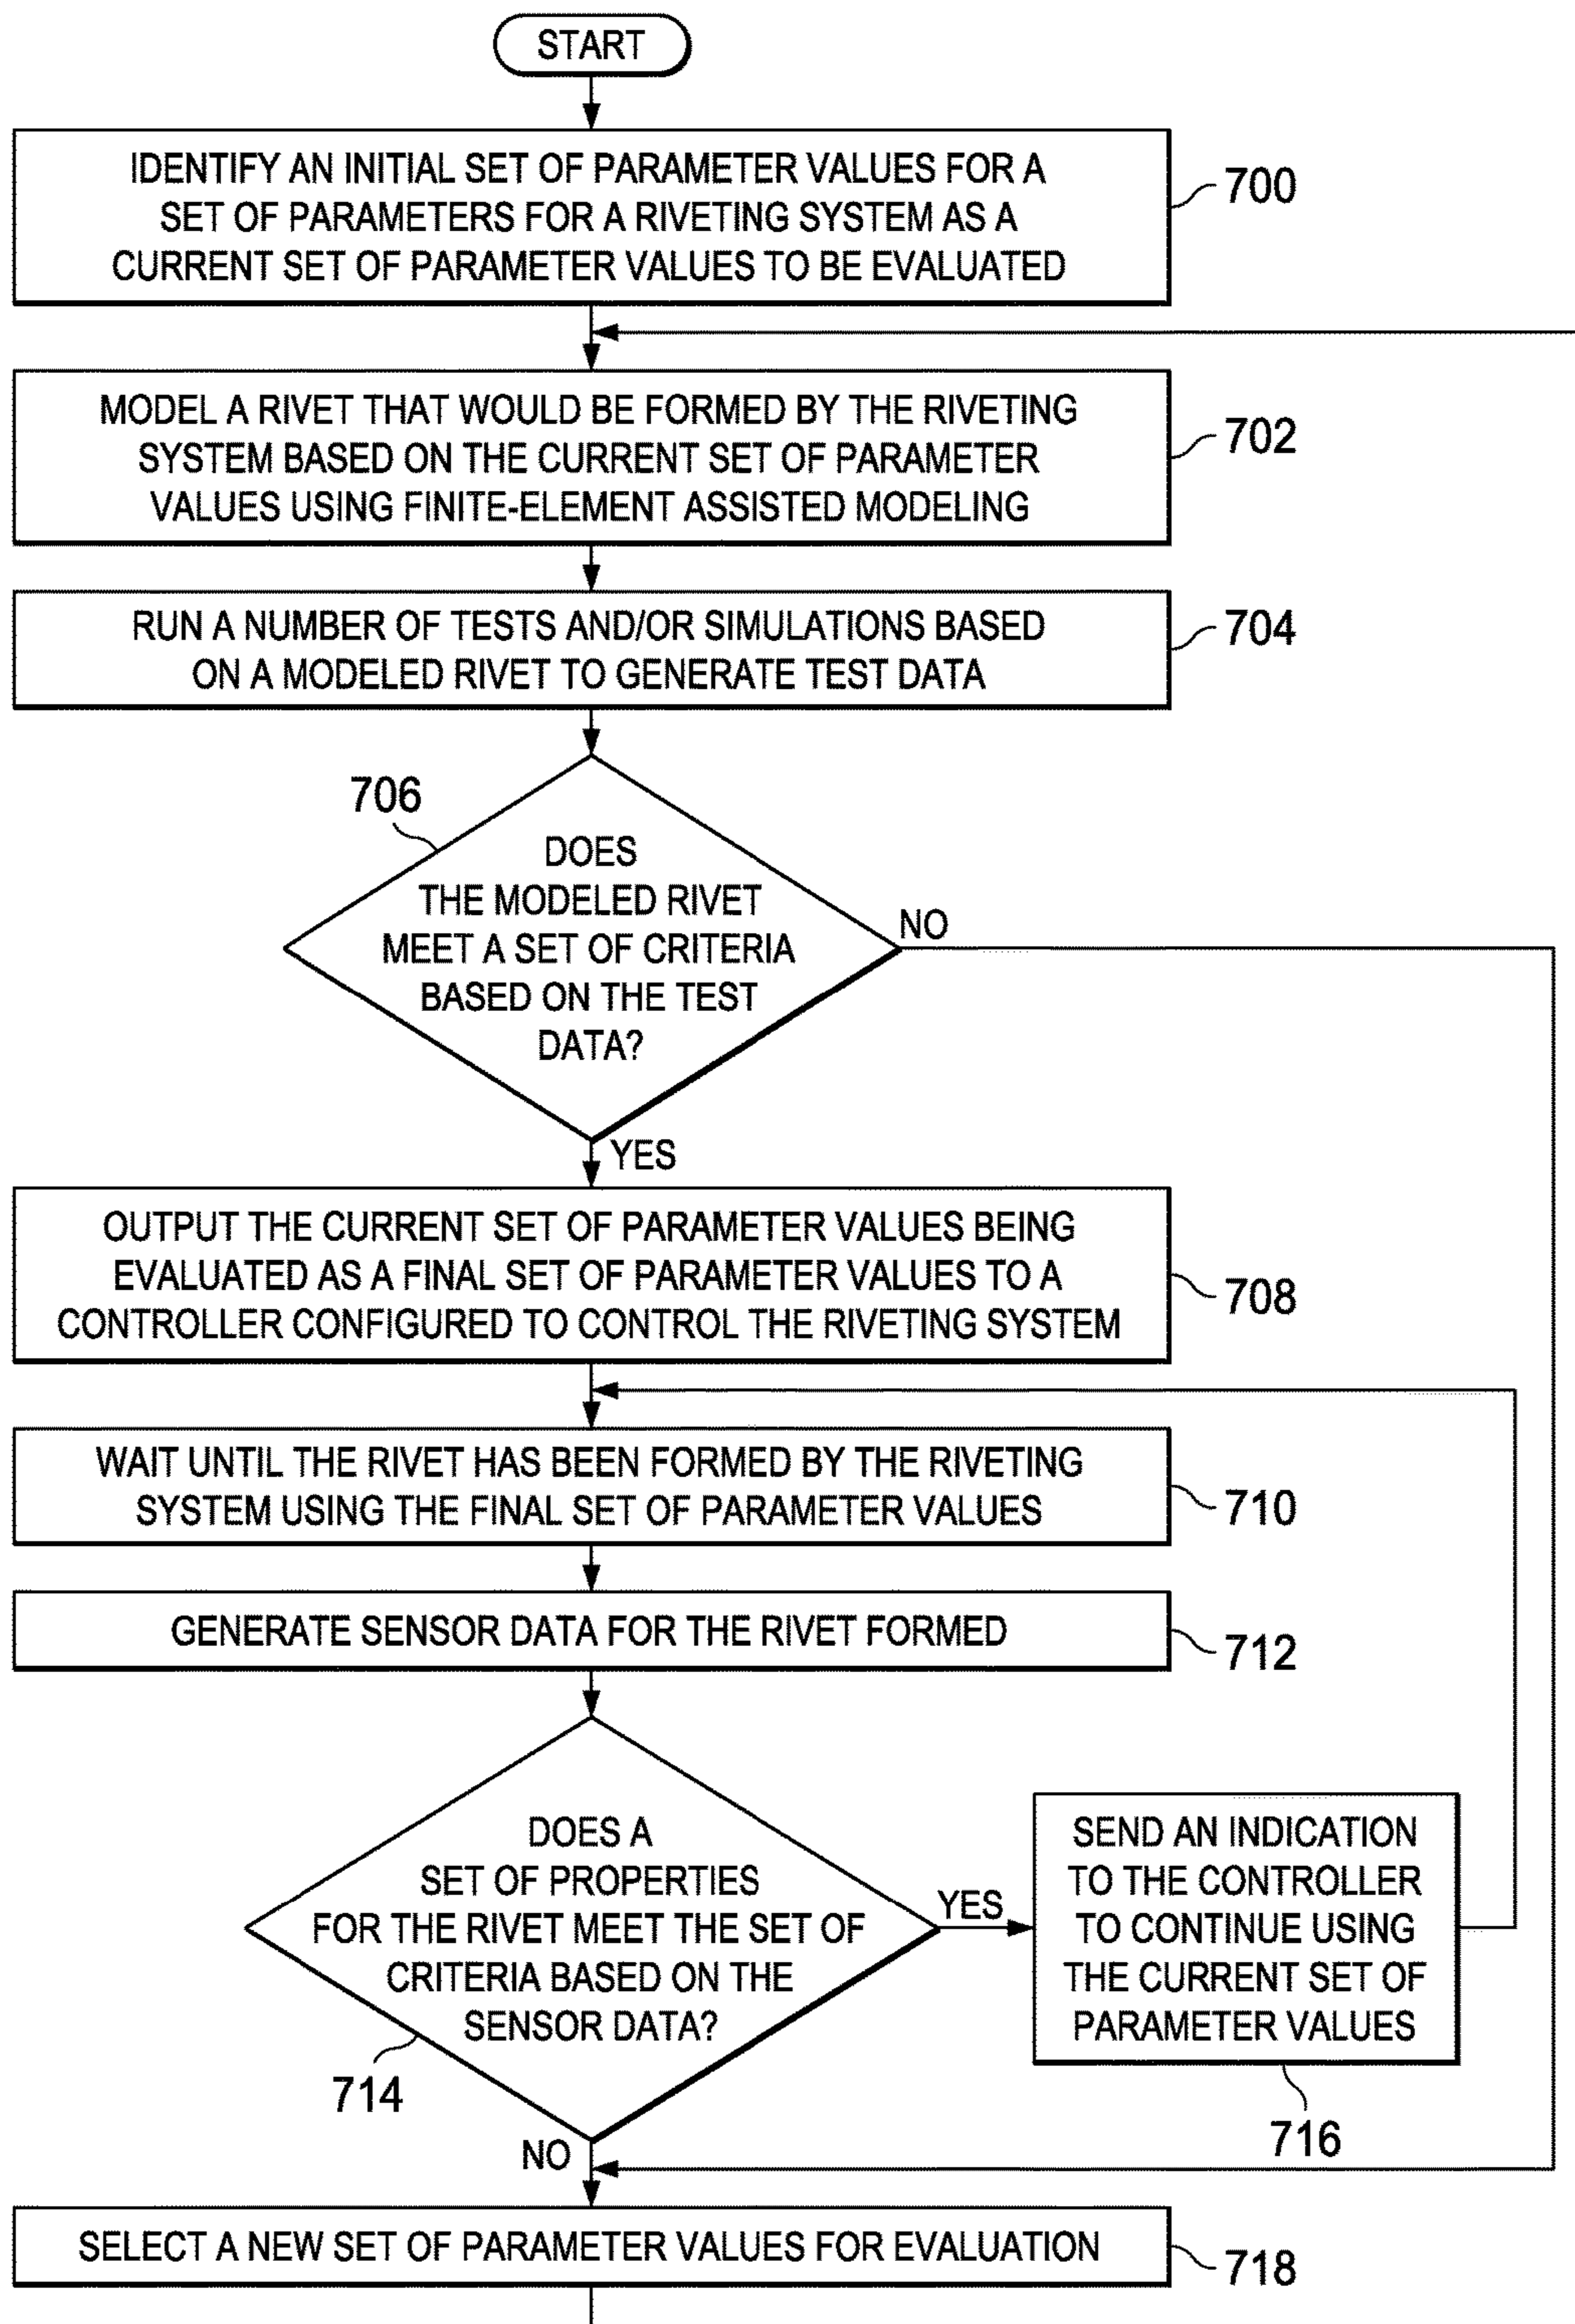 START
IDENTIFY AN INITIAL SET OF PARAMETER VALUES FOR A
SET OF PARAMETERS FOR A RIVETING SYSTEM AS A
CURRENT SET OF PARAMETER VALUES TO BE EVALUATED
700
MODEL A RIVET THAT WOULD BE FORMED BY THE RIVETING
SYSTEM BASED ON THE CURRENT SET OF PARAMETER
VALUES USING FINITE-ELEMENT ASSISTED MODELING
702
RUN A NUMBER OF TESTS AND/OR SIMULATIONS BASED
ON A MODELED RIVET TO GENERATE TEST DATA
704
706
DOES
THE MODELED RIVET
MEET A SET OF CRITERIA
BASED ON THE TEST
DATA?
NO
YES
OUTPUT THE CURRENT SET OF PARAMETER VALUES BEING
EVALUATED AS A FINAL SET OF PARAMETER VALUES TO A
CONTROLLER CONFIGURED TO CONTROL THE RIVETING SYSTEM
708
WAIT UNTIL THE RIVET HAS BEEN FORMED BY THE RIVETING
SYSTEM USING THE FINAL SET OF PARAMETER VALUES
710
GENERATE SENSOR DATA FOR THE RIVET FORMED
712
DOES A
SET OF PROPERTIES
FOR THE RIVET MEET THE SET OF
CRITERIA BASED ON THE
SENSOR DATA?
714
YES
SEND AN INDICATION
TO THE CONTROLLER
TO CONTINUE USING
THE CURRENT SET OF
PARAMETER VALUES
716
NO
SELECT A NEW SET OF PARAMETER VALUES FOR EVALUATION
718